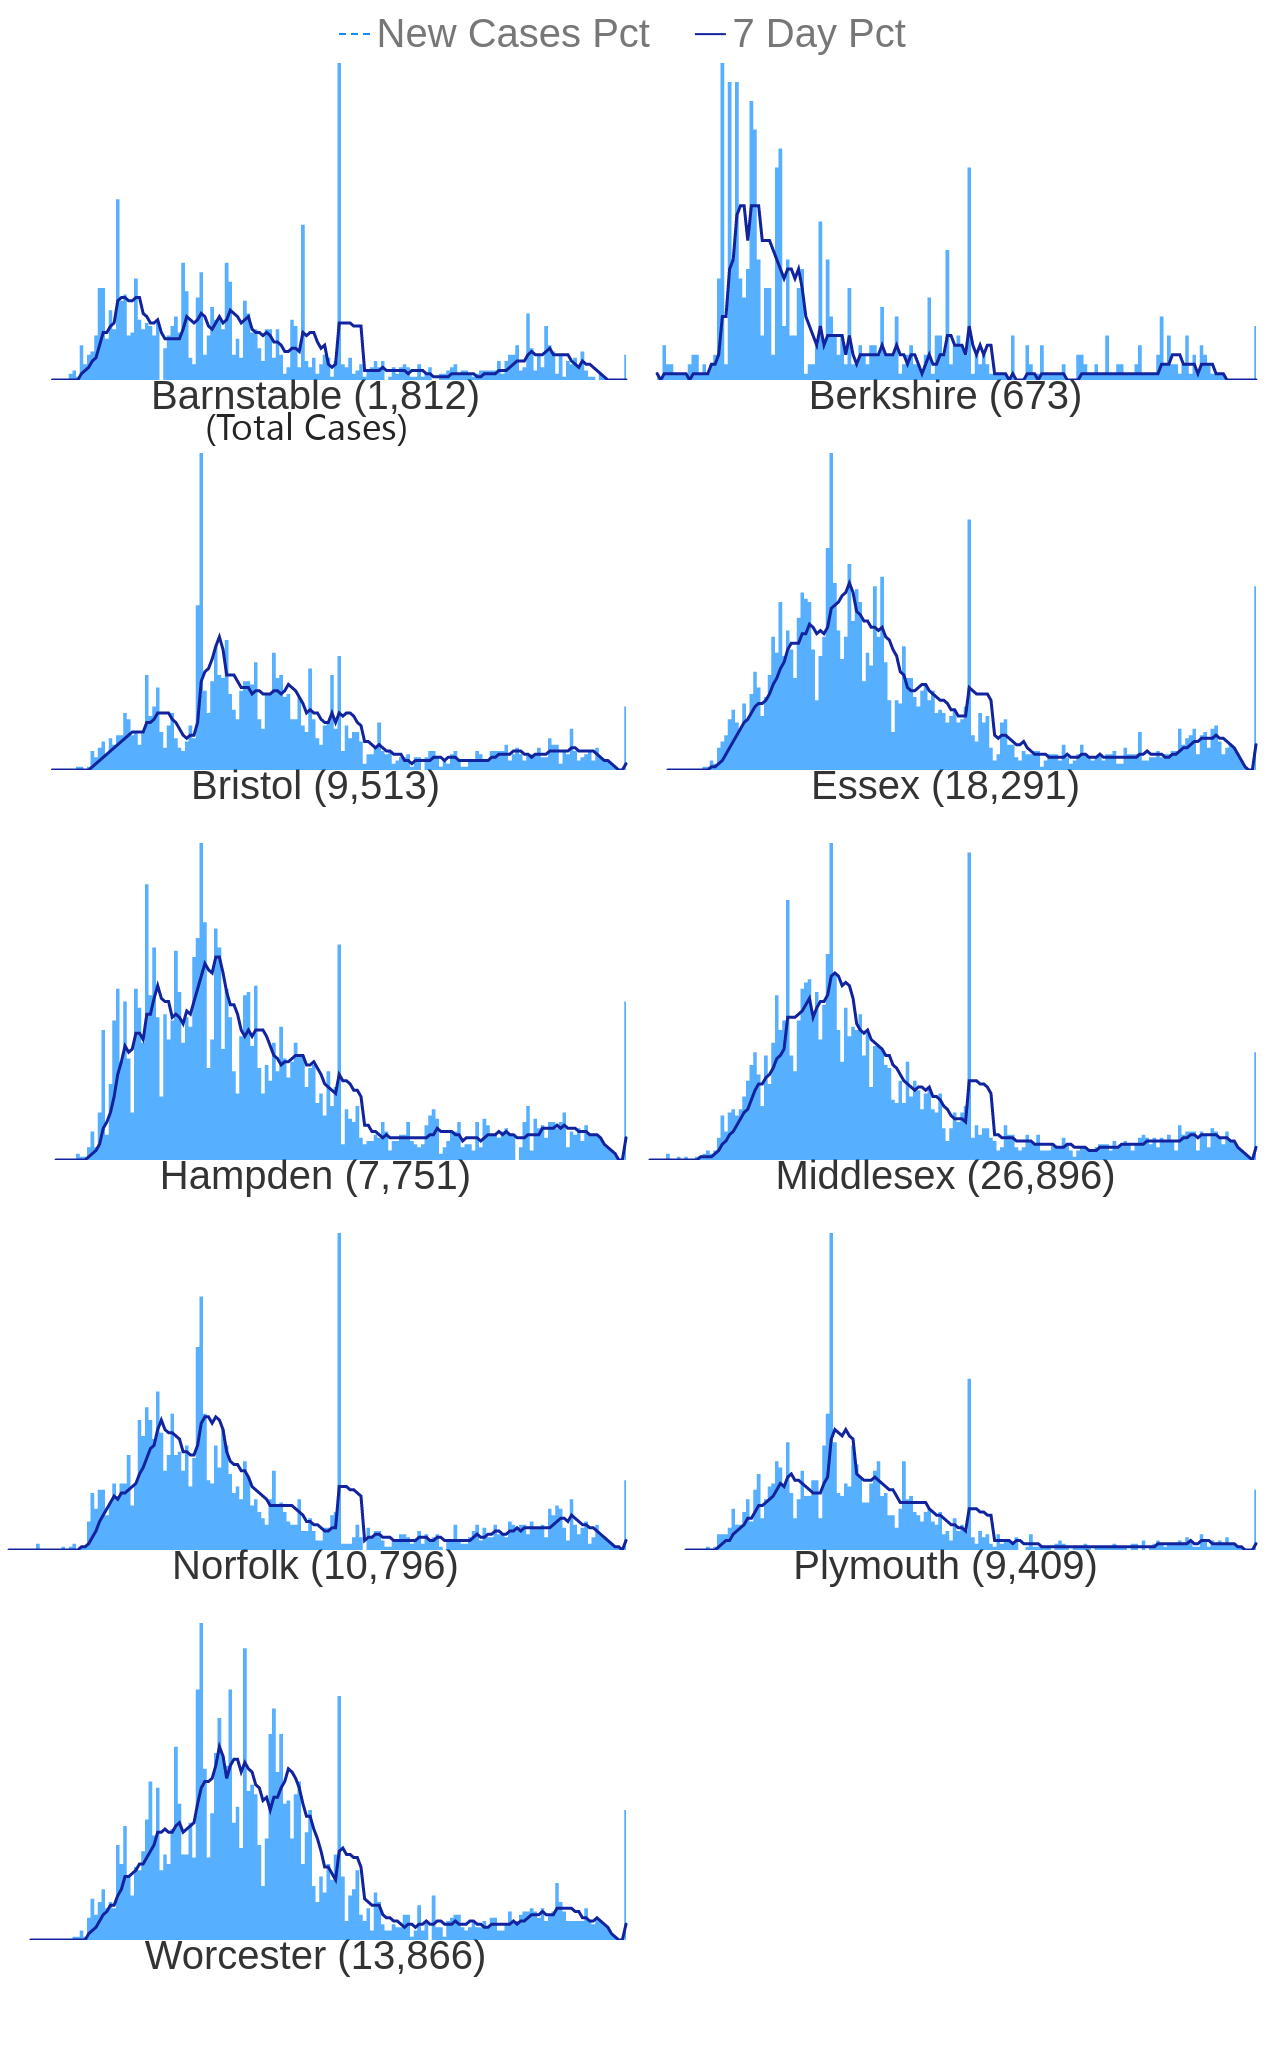 New Cases Pct 7 Day Pct
Barnstable (1,812) Berkshire (673)
(Total Cases)
Bristol (9,513) Essex (18,291)
Hampden (7,751) Middlesex (26,896)
Norfolk (10,796) Plymouth (9,409)
Worcester (13,866)